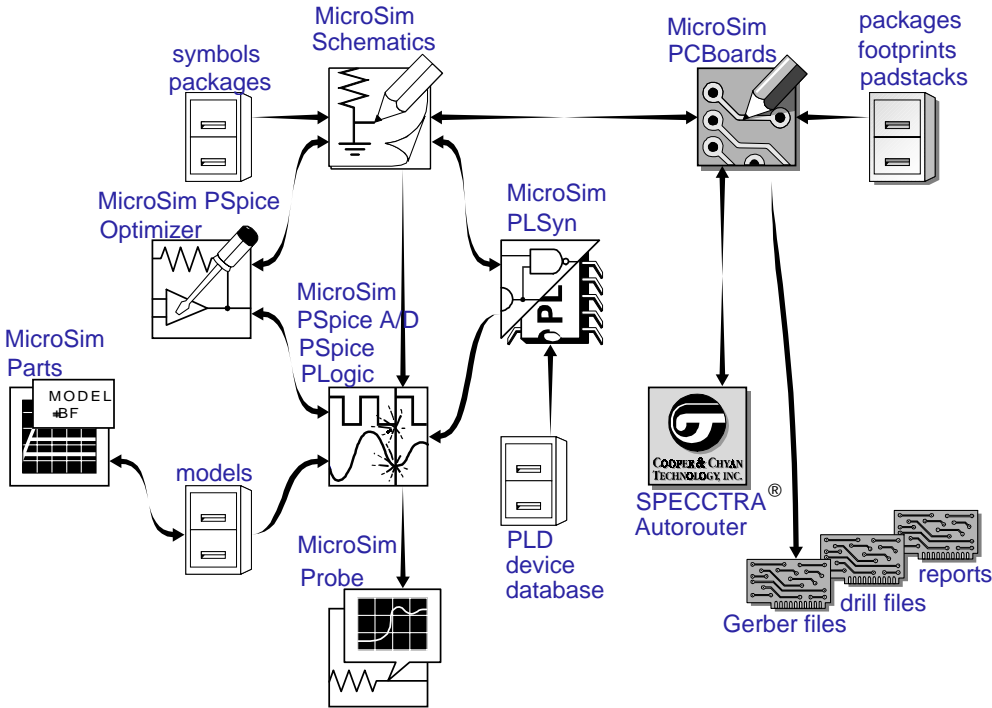 MicroSim
Schematics
symbols
packages
MicroSim
PCBoards
packages
footprints
padstacks
MicroSim PSpice
Optimizer
MicroSim
PLSyn
PL
MicroSim
PSpice A/D
PSpice
PLogic
MicroSim
Parts
MODEL
BF
models
COOPER & CHYAN
TECHNOLOGY, INC.
SPECCTRA®
Autorouter
MicroSim
Probe
PLD
device
database
Gerber files
drill files
reports